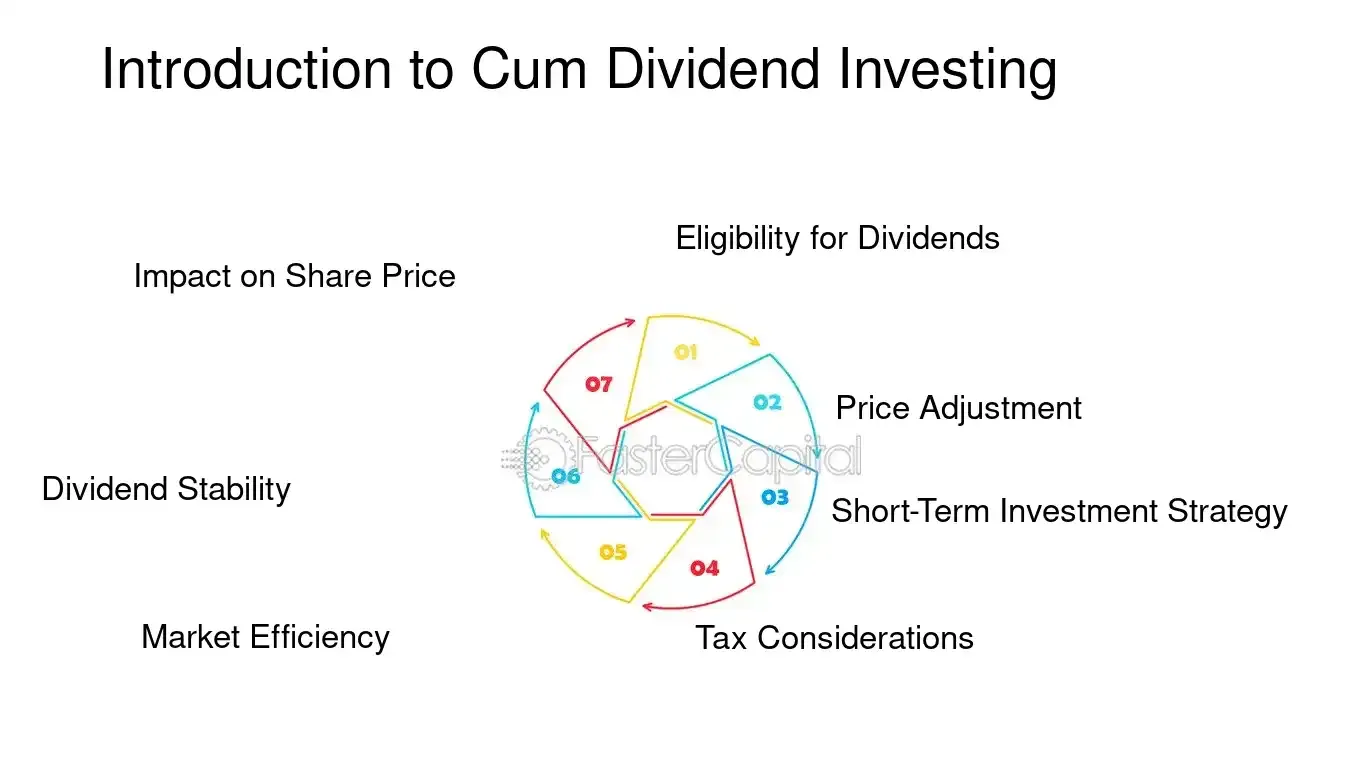 Introduction to Cum Dividend Investing
Eligibility for Dividends
Impact on Share Price
01
07
02
Price Adjustment
FasterCapital
06
Dividend Stability
03
Short-Term Investment Strategy
05
04
Market Efficiency
Tax Considerations